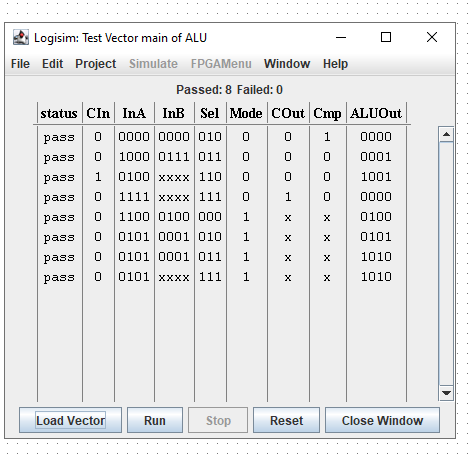 Logisim: Test Vector main of ALU
File Edit Project Simulate FPGAMenu Window Help
Passed: 8 Failed: 0
status CIn InA InB Sel Mode COut Cmp ALUOut
pass 0 0000 0000 010 0 0 1 0000
pass 0 1000 0111 011 0 0 0 0001
pass 1 0100 xxxx 110 0 0 0 1001
pass 0 1111 xxxx 111 0 1 0 0000
pass 0 1100 0100 000 1 x x 0100
pass 0 0101 0001 010 1 x x 0101
pass 0 0101 0001 011 1 x x 1010
pass 0 0101 xxxx 111 1 x x 1010
Load Vector Run Stop Reset Close Window